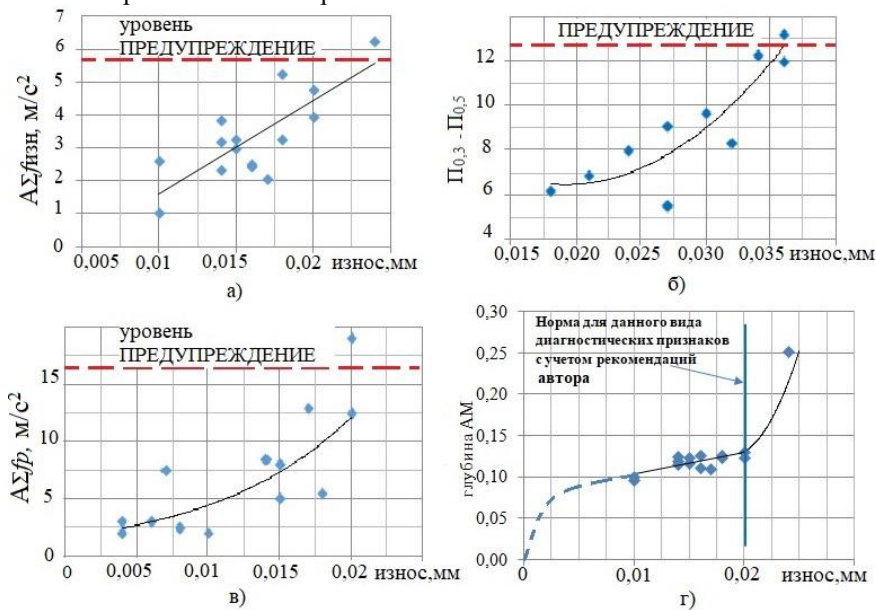 уровень
ПРЕДУПРЕЖДЕНИЕ
7
6
5
4
3
2
1
0
АΣfизн, м/с²
0,005 0,01 0,015 0,02 износ,мм
а)
ПРЕДУПРЕЖДЕНИЕ
12
10
8
6
4
П0,3 - П0,5
0,015 0,020 0,025 0,030 0,035 износ,мм
б)
уровень
ПРЕДУПРЕЖДЕНИЕ
15
10
5
0
АΣfр, м/с²
0 0,005 0,01 0,015 0,02 износ,мм
в)
0,30
0,25
0,20
0,15
0,10
0,05
0,00
глубина АМ
Норма для данного вида
диагностических признаков
с учетом рекомендаций
автора
0 0,01 0,02 износ,мм
г)